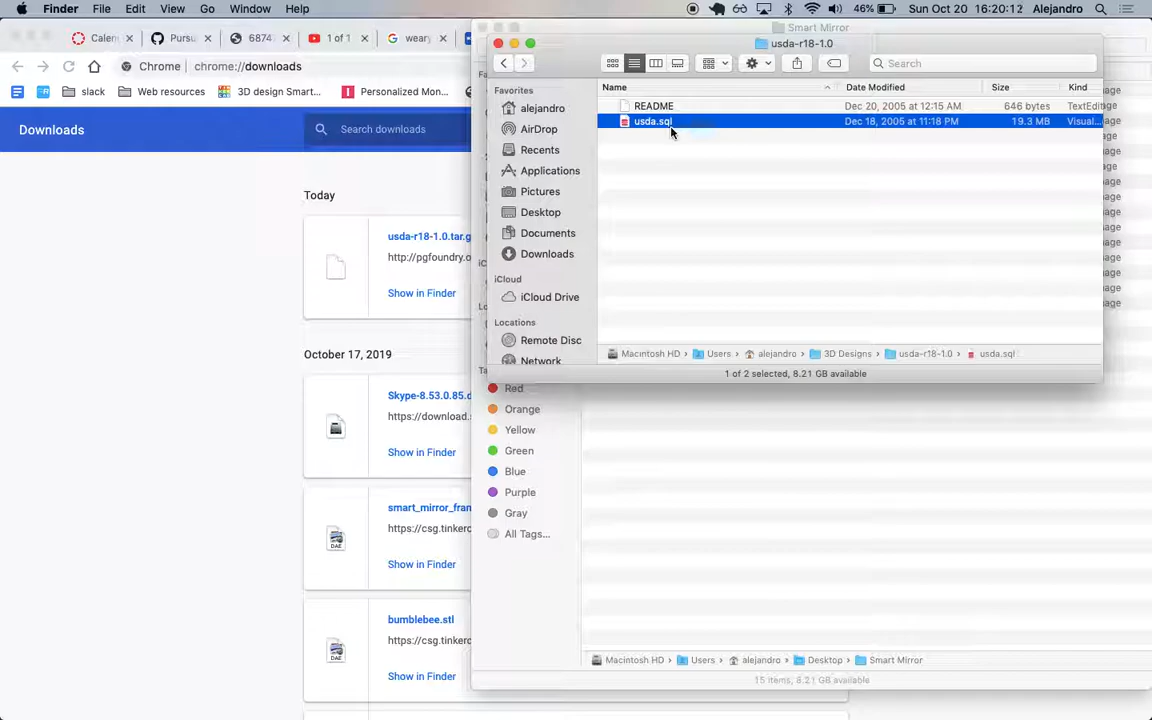 Finder File Edit View Go Window Help 46% Sun Oct 20 16:20:12 Alejandro
Calen Pursu 6874 1 of 1 wear
Chrome chrome://downloads
slack Web resources 3D design Smart... Personalized Mon...
Downloads
Search downloads
Today
usda-r18-1.0.tar.g
http://pgfoundry.o
Show in Finder
October 17, 2019
Skype-8.53.0.85.d
https://download.
Show in Finder
smart_mirror_fran
https://csg.tinkerc
Show in Finder
bumblebee.stl
https://csg.tinkerc
Show in Finder
Smart Mirror
usda-r18-1.0
Search
Favorites
alejandro
AirDrop
Recents
Applications
Pictures
Desktop
Documents
Downloads
iCloud
iCloud Drive
Locations
Remote Disc
Network
Name Date Modified Size Kind
README Dec 20, 2005 at 12:15 AM 646 bytes TextEdit
usda.sql Dec 18, 2005 at 11:18 PM 19.3 MB Visual...
Macintosh HD Users alejandro 3D Designs usda-r18-1.0 usda.sql
1 of 2 selected, 8.21 GB available
Red
Orange
Yellow
Green
Blue
Purple
Gray
All Tags...
Macintosh HD Users alejandro Desktop Smart Mirror
15 items, 8.21 GB available